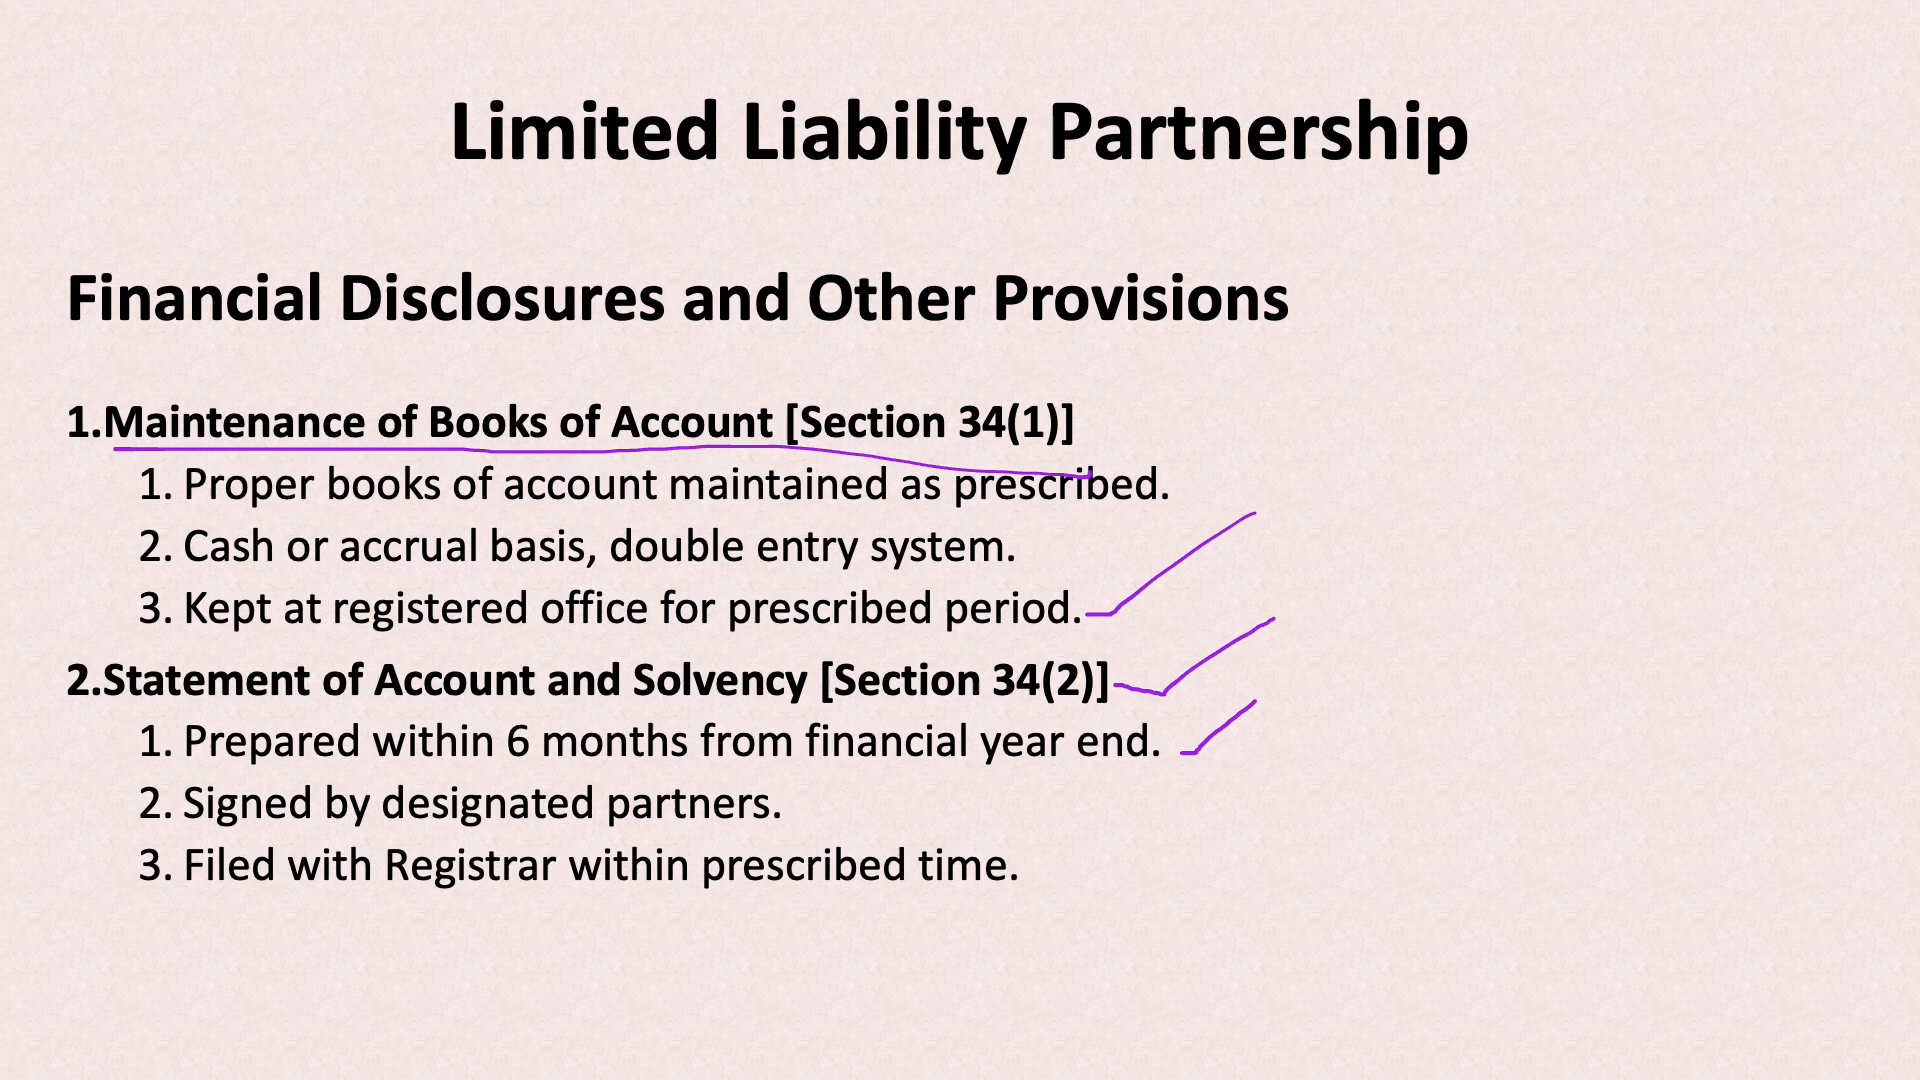 Limited Liability Partnership
Financial Disclosures and Other Provisions
1.Maintenance of Books of Account [Section 34(1)]
1. Proper books of account maintained as prescribed.
2. Cash or accrual basis, double entry system.
3. Kept at registered office for prescribed period.
2.Statement of Account and Solvency [Section 34(2)]
1. Prepared within 6 months from financial year end.
2. Signed by designated partners.
3. Filed with Registrar within prescribed time.